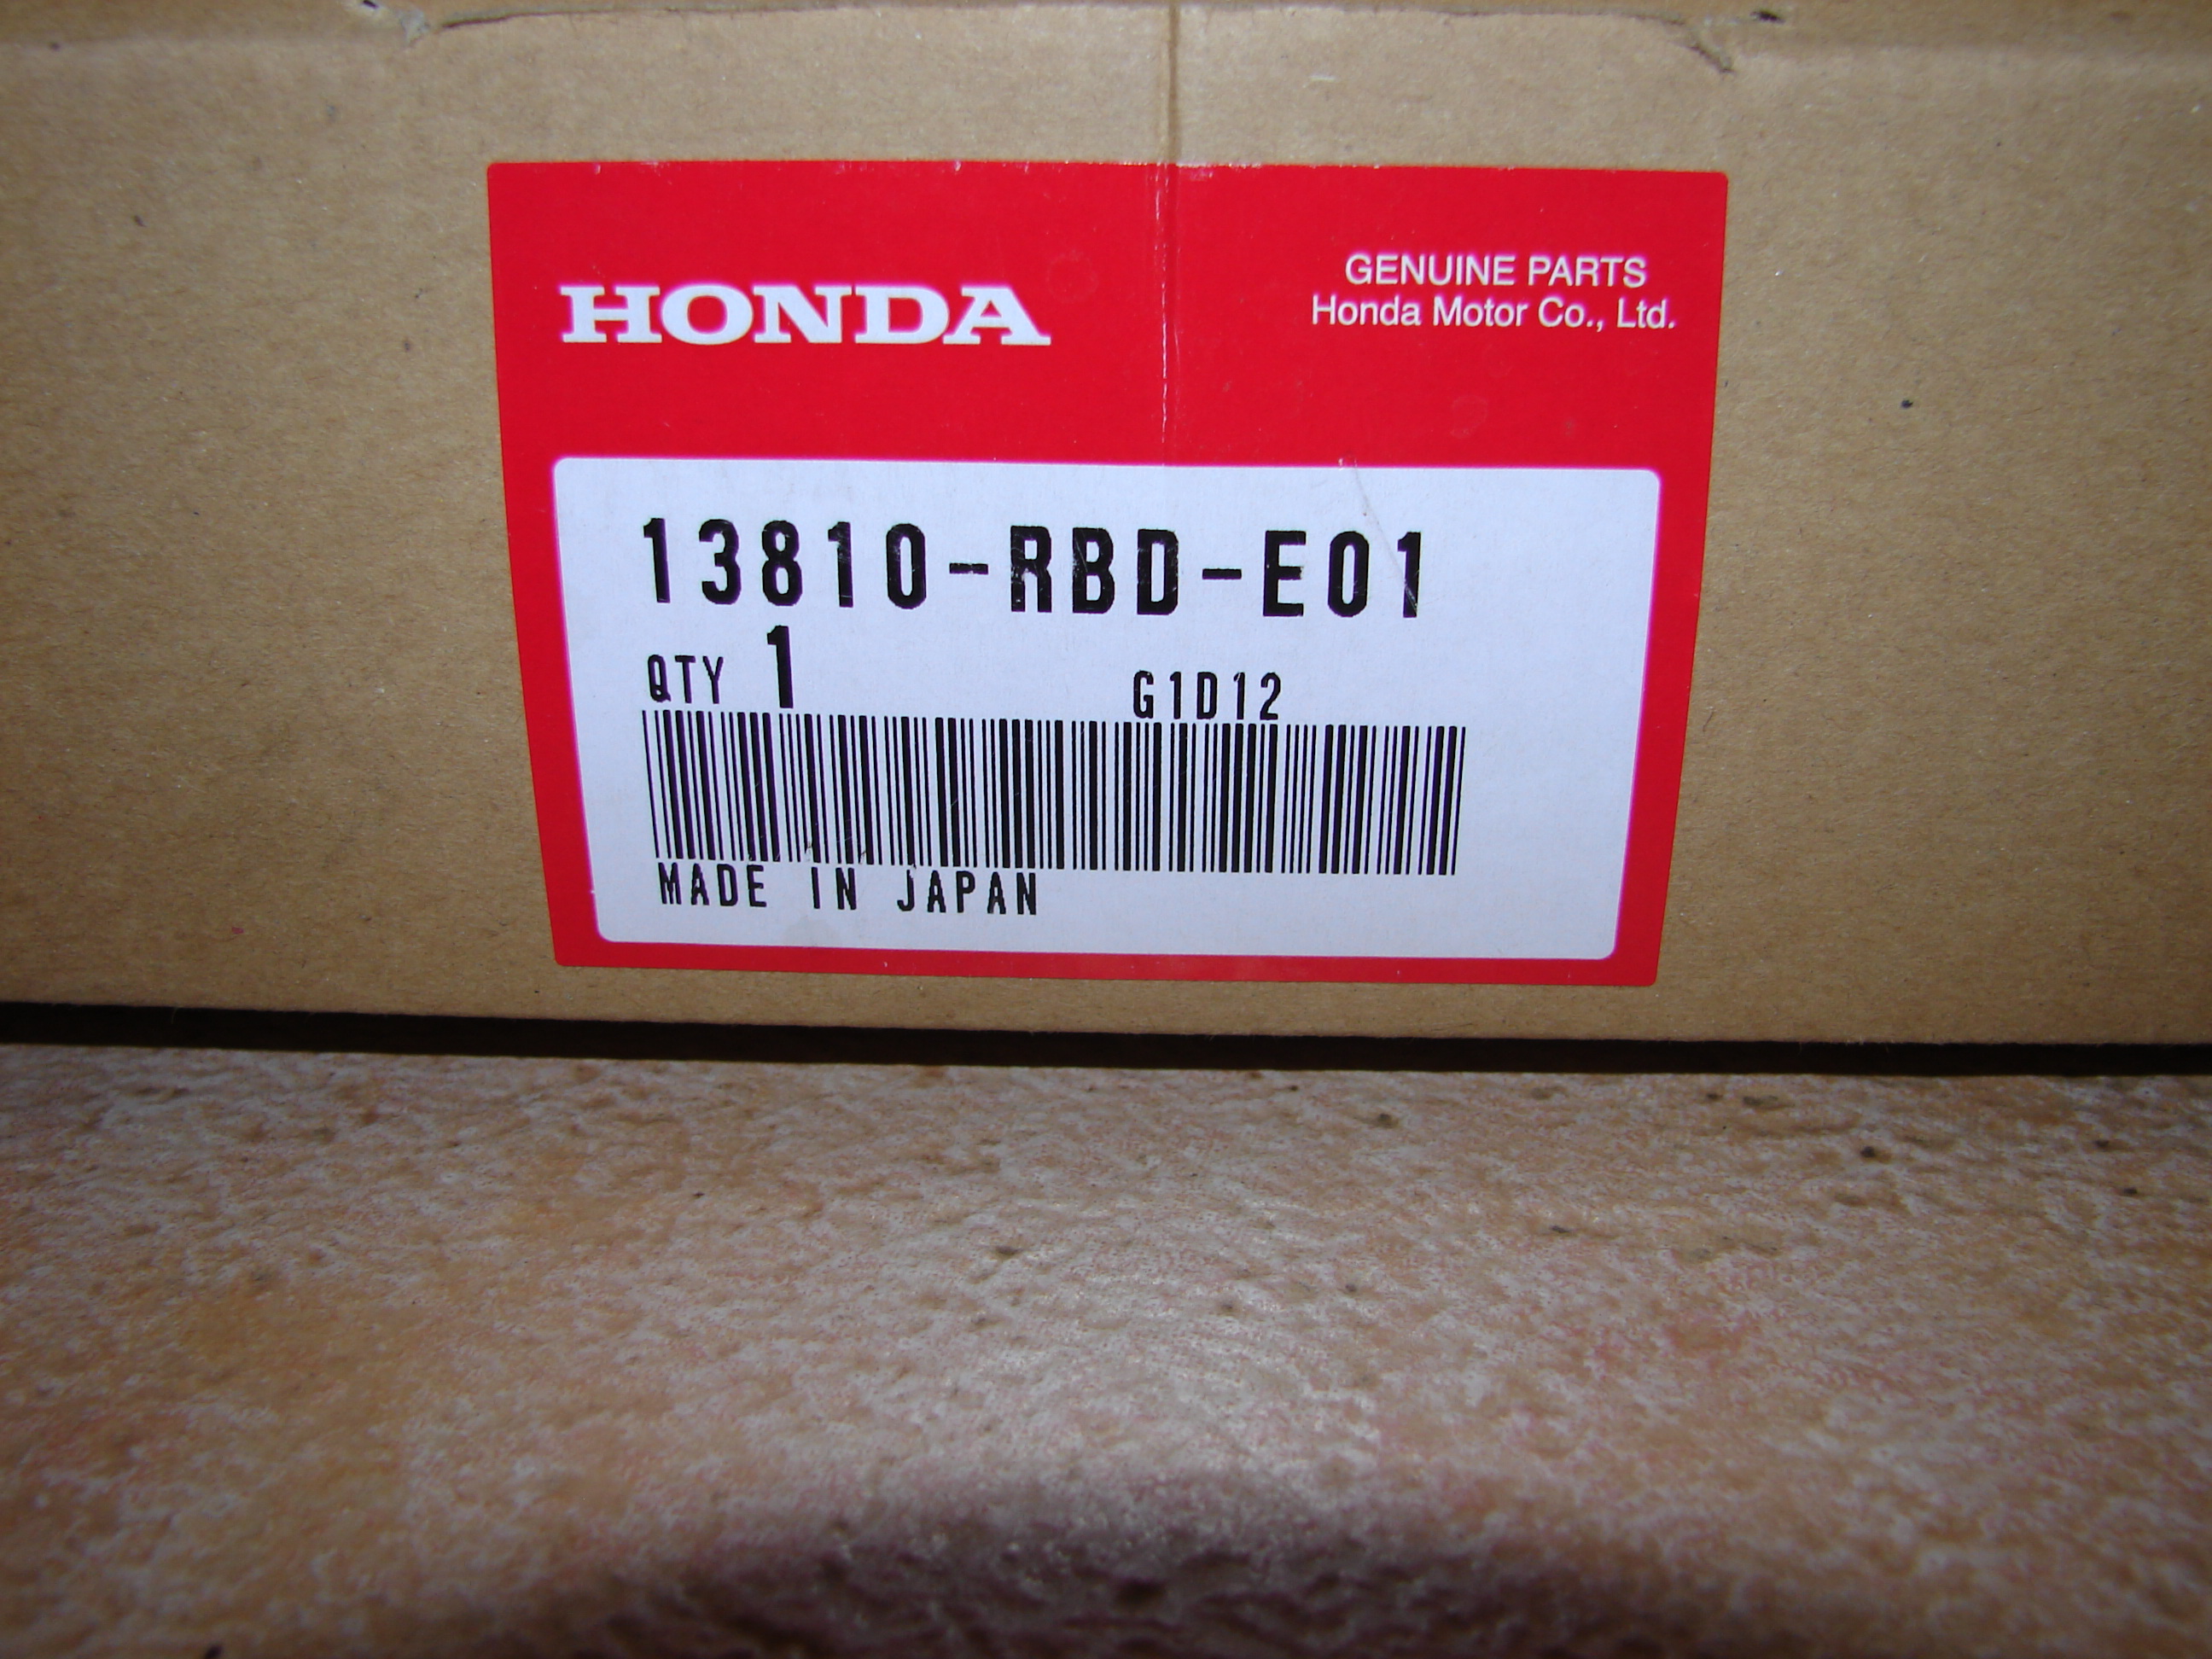 HONDA
GENUINE PARTS
Honda Motor Co., Ltd.
13810-RBD-E01
QTY 1 G1D12
MADE IN JAPAN